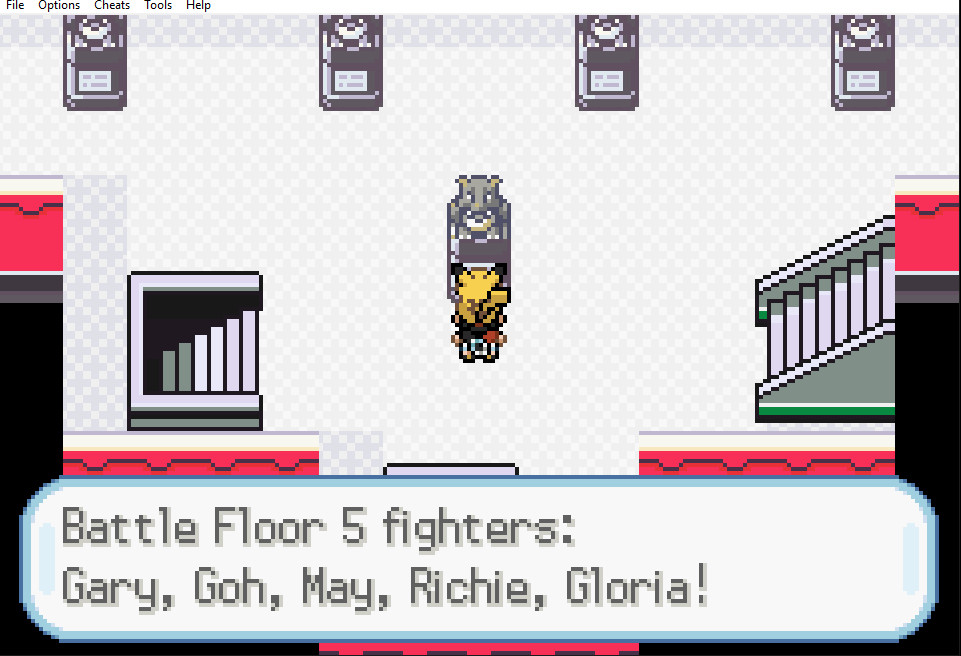 File Options Cheats Tools Help
Battle Floor 5 fighters:
Gary, Goh, May, Richie, Gloria!